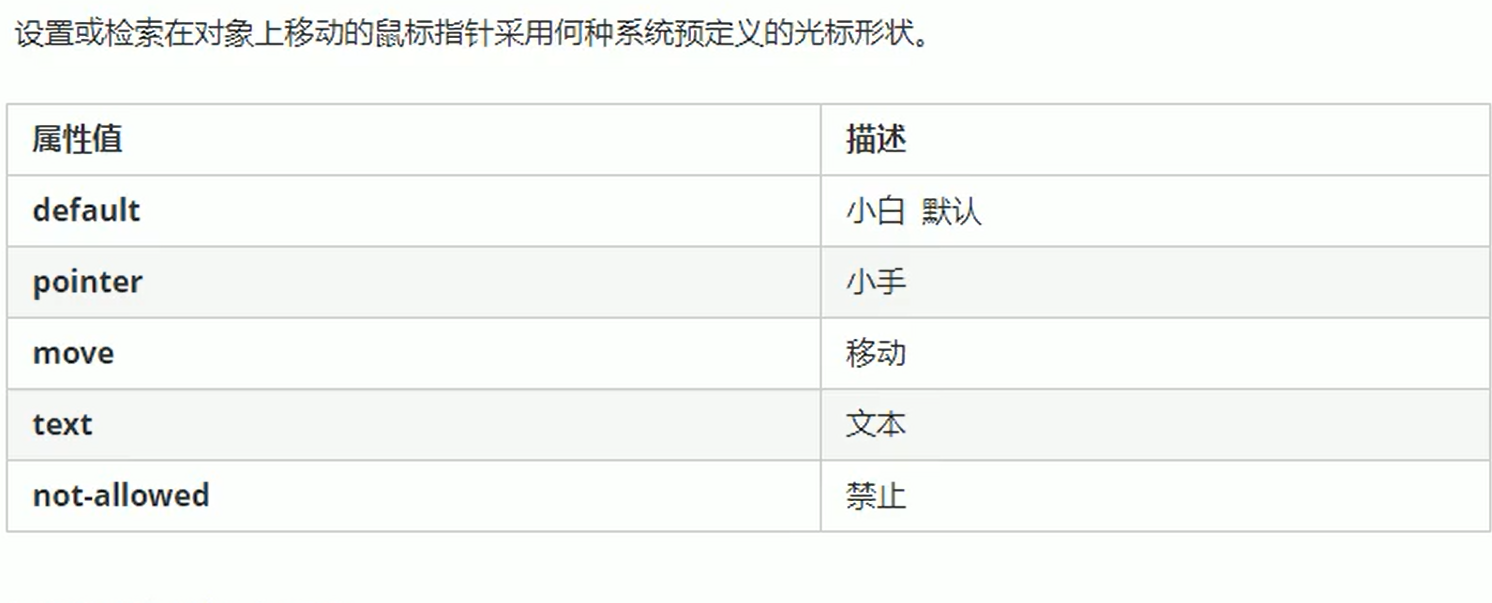 设置或检索在对象上移动的鼠标指针采用何种系统预定义的光标形状。
属性值 描述
default 小白 默认
pointer 小手
move 移动
text 文本
not-allowed 禁止